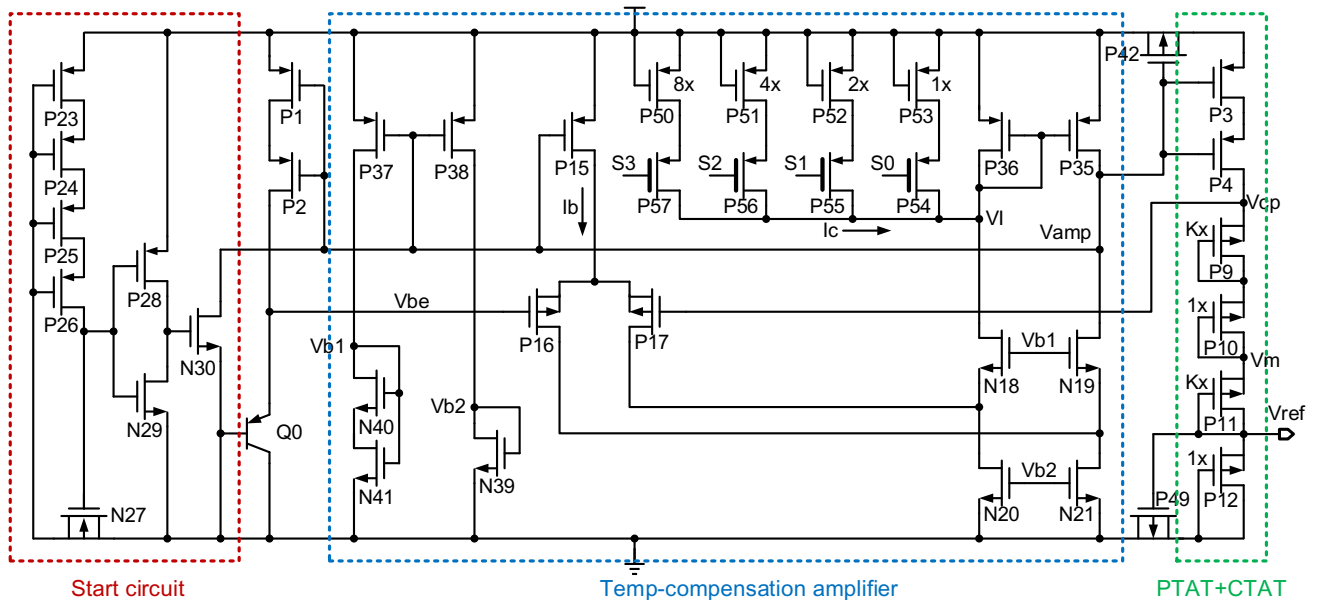 P42
P23
P1
P37
P38
P15
8x
P50
4x
P51
2x
P52
1x
P53
P36
P35
P3
P24
P2
S3
P57
S2
P56
S1
P55
S0
P54
P4
Ib
Vcp
VI
P25
Ic
Vamp
Kx
P9
P28
P26
N30
Vbe
P16
P17
1x
P10
Vb1
Vb1
Vm
N18
N19
Kx
P11
N29
Q0
N40
Vb2
Vref
N41
N39
Vb2
1x
P12
N27
N20
N21
P49
Start circuit
Temp-compensation amplifier
PTAT+CTAT